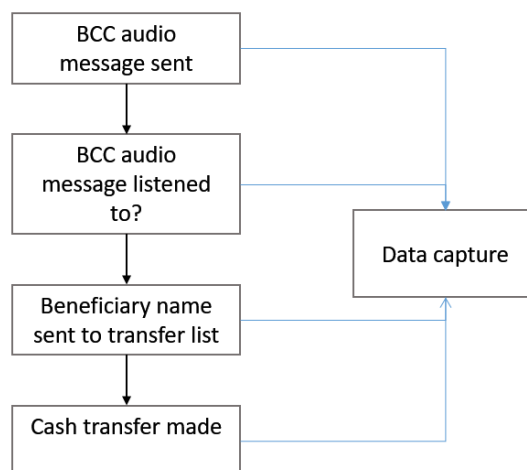 BCC audio
message sent
BCC audio
message listened
to?
Data capture
Beneficiary name
sent to transfer list
Cash transfer made